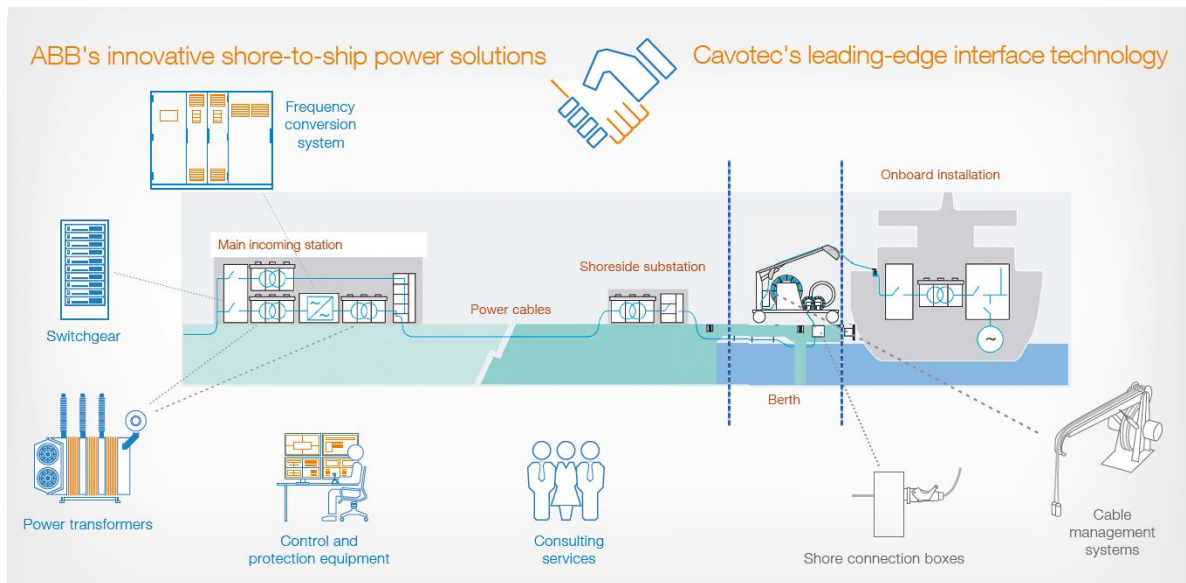 ABB's innovative shore-to-ship power solutions
Cavotec's leading-edge interface technology
Frequency
conversion
system
Onboard installation
Main incoming station
Shoreside substation
Power cables
Switchgear
Berth
Power transformers
Control and
protection equipment
Consulting
services
Shore connection boxes
Cable
management
systems